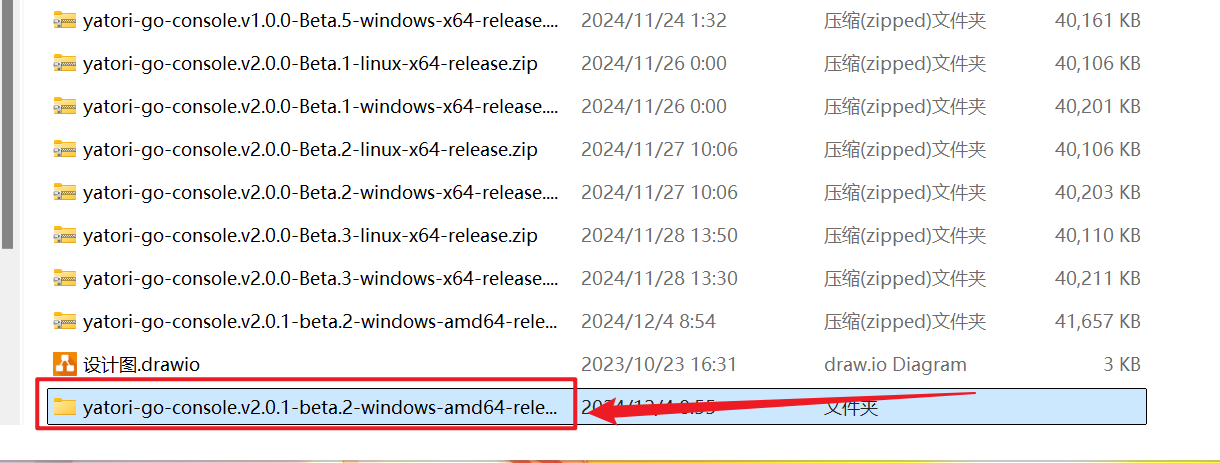 yatori-go-console.v1.0.0-Beta.5-windows-x64-release.... 2024/11/24 1:32 压缩(zipped)文件夹 40,161 KB
yatori-go-console.v2.0.0-Beta.1-linux-x64-release.zip 2024/11/26 0:00 压缩(zipped)文件夹 40,106 KB
yatori-go-console.v2.0.0-Beta.1-windows-x64-release.... 2024/11/26 0:00 压缩(zipped)文件夹 40,201 KB
yatori-go-console.v2.0.0-Beta.2-linux-x64-release.zip 2024/11/27 10:06 压缩(zipped)文件夹 40,106 KB
yatori-go-console.v2.0.0-Beta.2-windows-x64-release.... 2024/11/27 10:06 压缩(zipped)文件夹 40,203 KB
yatori-go-console.v2.0.0-Beta.3-linux-x64-release.zip 2024/11/28 13:50 压缩(zipped)文件夹 40,110 KB
yatori-go-console.v2.0.0-Beta.3-windows-x64-release.... 2024/11/28 13:30 压缩(zipped)文件夹 40,211 KB
yatori-go-console.v2.0.1-beta.2-windows-amd64-rele... 2024/12/4 8:54 压缩(zipped)文件夹 41,657 KB
设计图.drawio 2023/10/23 16:31 draw.io Diagram 3 KB
yatori-go-console.v2.0.1-beta.2-windows-amd64-rele... 2024/12/4 8:55 文件夹